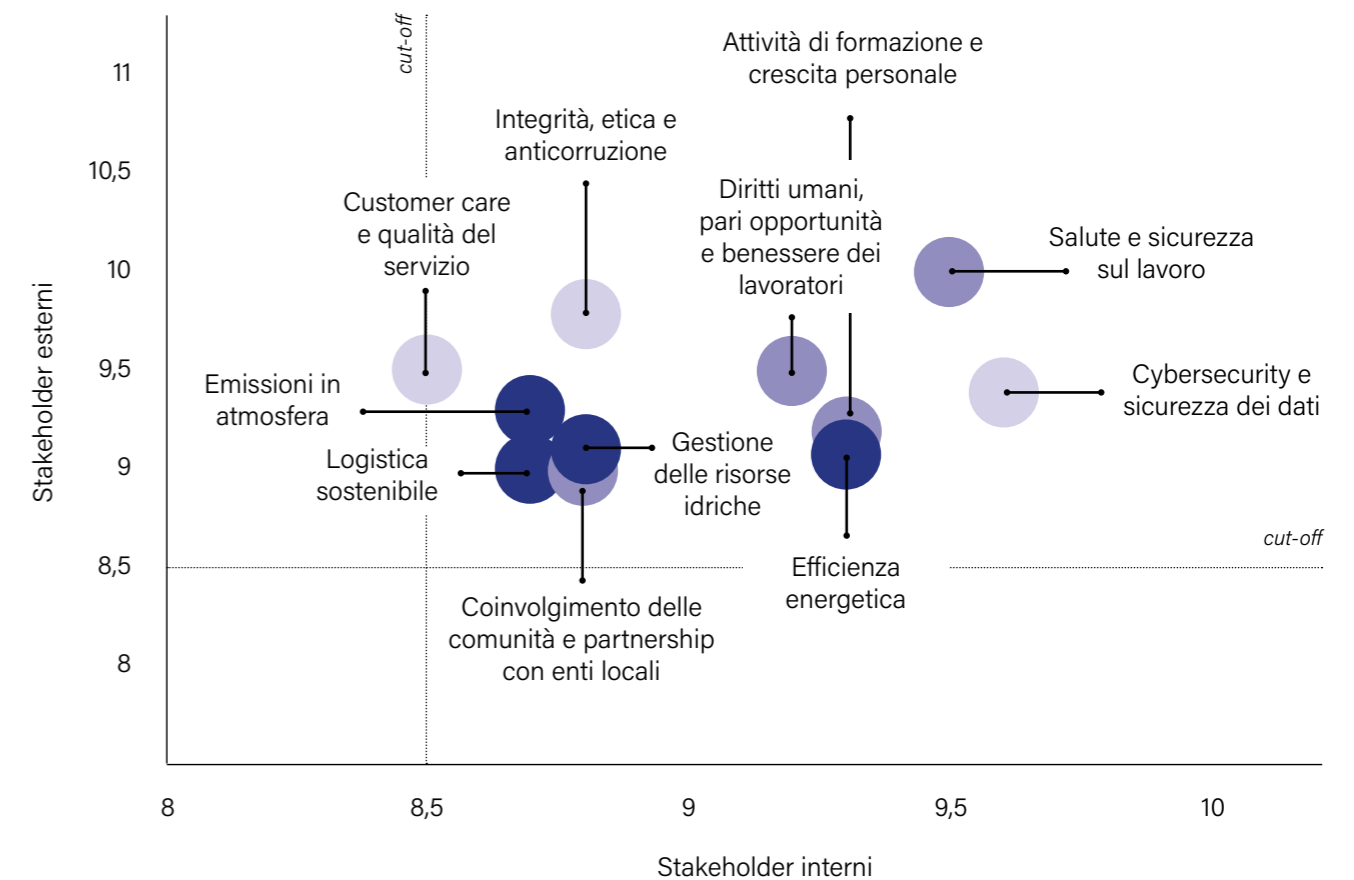 cut-off
Attività di formazione e
crescita personale
11
Integrità, etica e
anticorruzione
10,5
Customer care
e qualità del
servizio
Diritti umani,
pari opportunità
e benessere dei
lavoratori
Salute e sicurezza
sul lavoro
10
Stakeholder esterni
9,5
Emissioni in
atmosfera
Cybersecurity e
sicurezza dei dati
Logistica
sostenibile
Gestione
delle risorse
idriche
9
cut-off
8,5
Efficienza
energetica
Coinvolgimento delle
comunità e partnership
con enti locali
8
8
8,5
9
9,5
10
Stakeholder interni